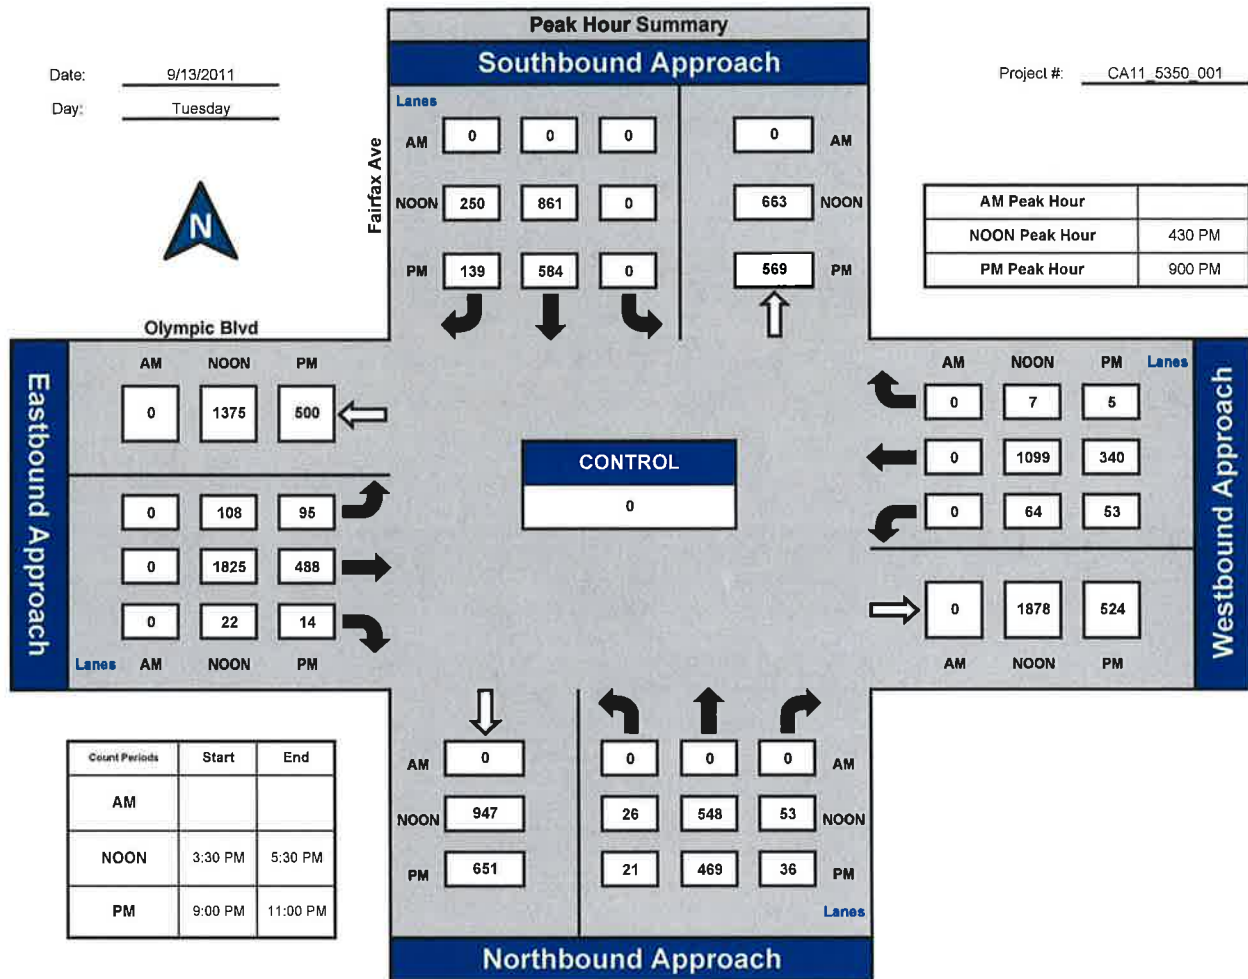 Peak Hour Summary
Southbound Approach
Date: 9/13/2011
Day: Tuesday
Project #: CA11_5350_001
N
Fairfax Ave
Lanes
AM 0 0 0 0 AM
NOON 250 861 0 663 NOON
PM 139 584 0 569 PM
AM Peak Hour
NOON Peak Hour 430 PM
PM Peak Hour 900 PM
Olympic Blvd
Eastbound Approach
AM NOON PM
0 1375 500
0 108 95
0 1825 488
0 22 14
Lanes AM NOON PM
CONTROL
0
Westbound Approach
AM NOON PM Lanes
0 7 5
0 1099 340
0 64 53
0 1878 524
AM NOON PM
Count Periods Start End
AM
NOON 3:30 PM 5:30 PM
PM 9:00 PM 11:00 PM
AM 0 0 0 0 AM
NOON 947 26 548 53 NOON
PM 651 21 469 36 PM
Lanes
Northbound Approach